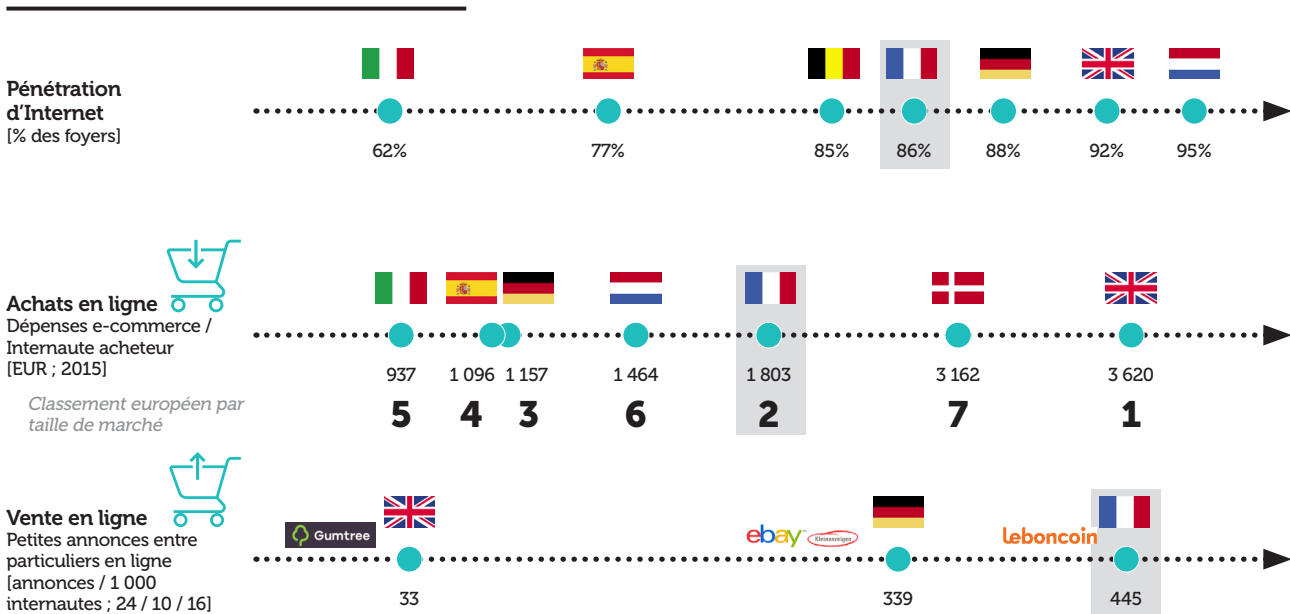 Pénétration
d'Internet
[% des foyers]
62%
77%
85%
86%
88%
92%
95%
Achats en ligne
Dépenses e-commerce /
Internaute acheteur
[EUR ; 2015]
937
1 096
1 157
1 464
1 803
3 162
3 620
Classement européen par
taille de marché
5
4
3
6
2
7
1
Vente en ligne
Petites annonces entre
particuliers en ligne
[annonces / 1 000
internautes ; 24 / 10 / 16]
Gumtree
ebay
Kleinanzeigen
leboncoin
33
339
445